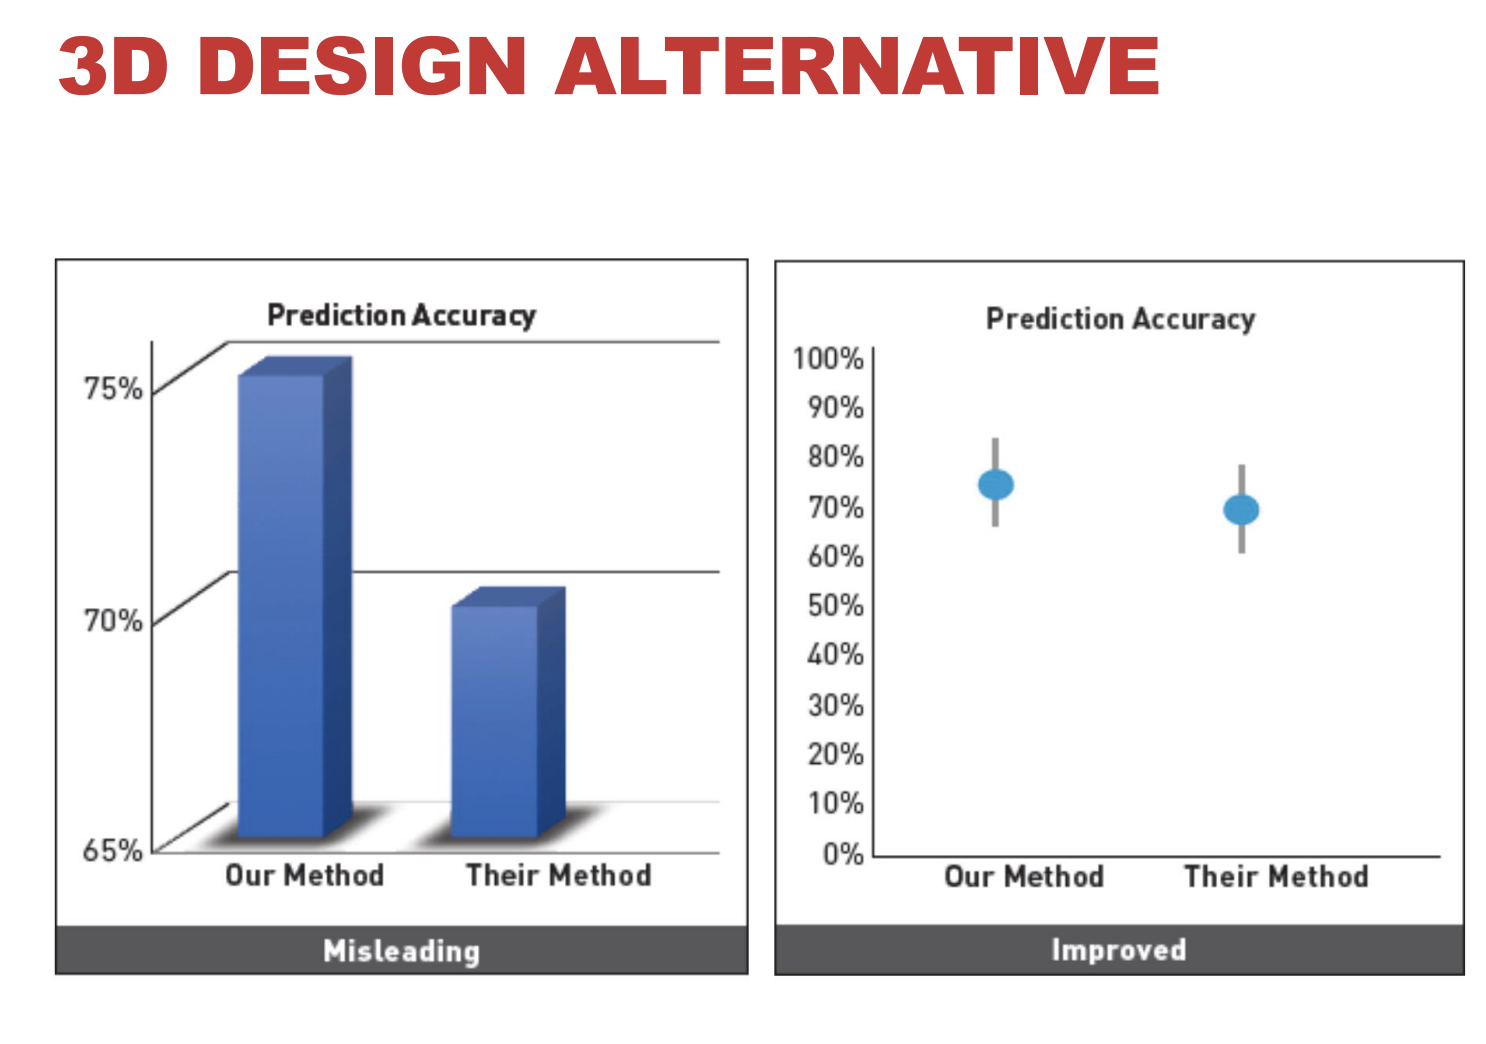 3D DESIGN ALTERNATIVE
Prediction Accuracy
75%
70%
65%
Our Method
Their Method
Misleading
Prediction Accuracy
100%
90%
80%
70%
60%
50%
40%
30%
20%
10%
0%
Our Method
Their Method
Improved